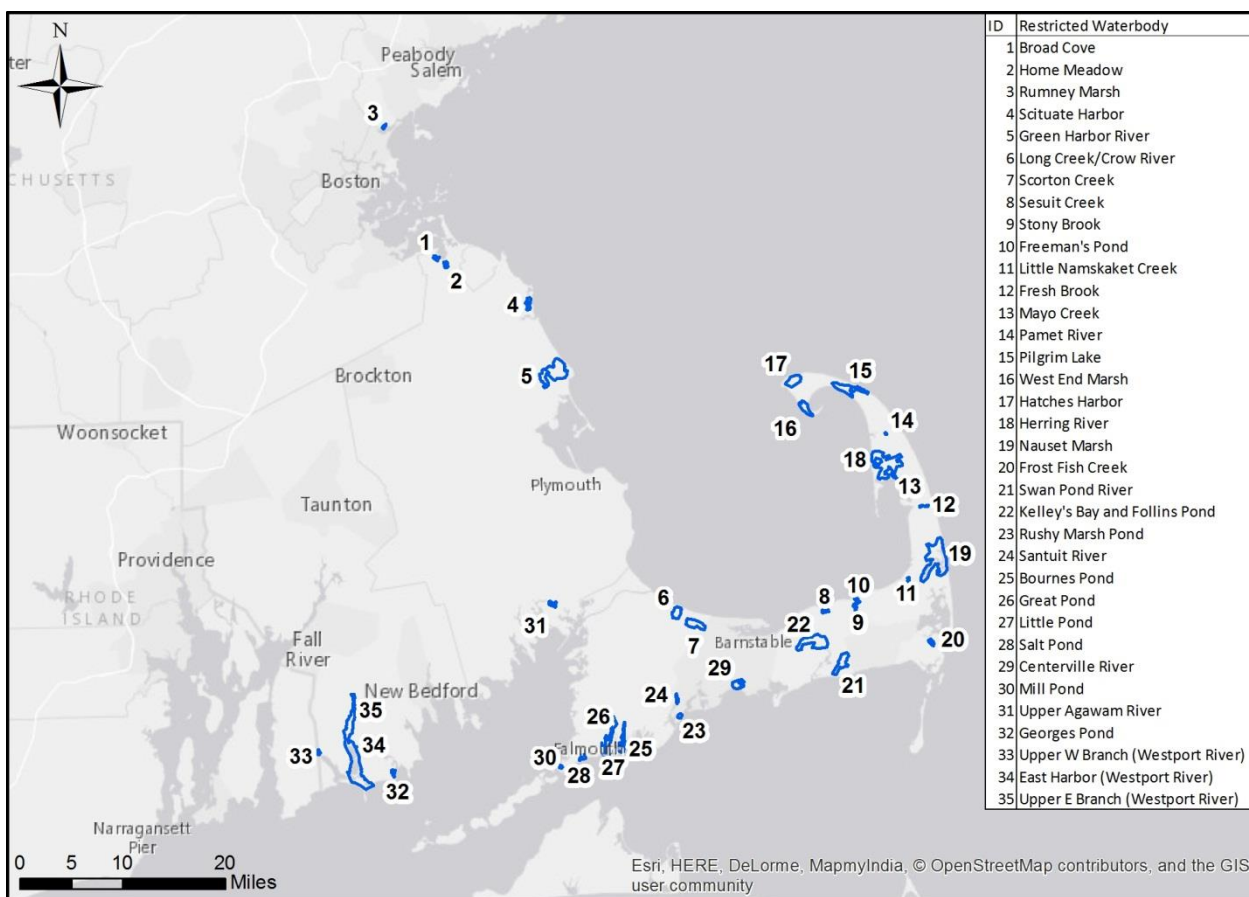 N
ter
Peabody
Salem
3
CHUSETTS
Boston
1
2
4
5
Brockton
17
15
16
14
Woonsocket
18
13
Plymouth
12
Taunton
19
Providence
10
11
RHODE
ISLAND
6
8
9
31
7
22
Barnstable
20
Fall
River
29
21
New Bedford
24
35
26
23
33
34
30
Falmouth
25
28
27
32
Narragansett
Pier
0 5 10 20
Miles
Esri, HERE, DeLorme, MapmyIndia, © OpenStreetMap contributors, and the GIS
user community
ID Restricted Waterbody
1 Broad Cove
2 Home Meadow
3 Rumney Marsh
4 Scituate Harbor
5 Green Harbor River
6 Long Creek/Crow River
7 Scorton Creek
8 Sesuit Creek
9 Stony Brook
10 Freeman's Pond
11 Little Namskaket Creek
12 Fresh Brook
13 Mayo Creek
14 Pamet River
15 Pilgrim Lake
16 West End Marsh
17 Hatches Harbor
18 Herring River
19 Nauset Marsh
20 Frost Fish Creek
21 Swan Pond River
22 Kelley's Bay and Follins Pond
23 Rushy Marsh Pond
24 Santuit River
25 Bournes Pond
26 Great Pond
27 Little Pond
28 Salt Pond
29 Centerville River
30 Mill Pond
31 Upper Agawam River
32 Georges Pond
33 Upper W Branch (Westport River)
34 East Harbor (Westport River)
35 Upper E Branch (Westport River)